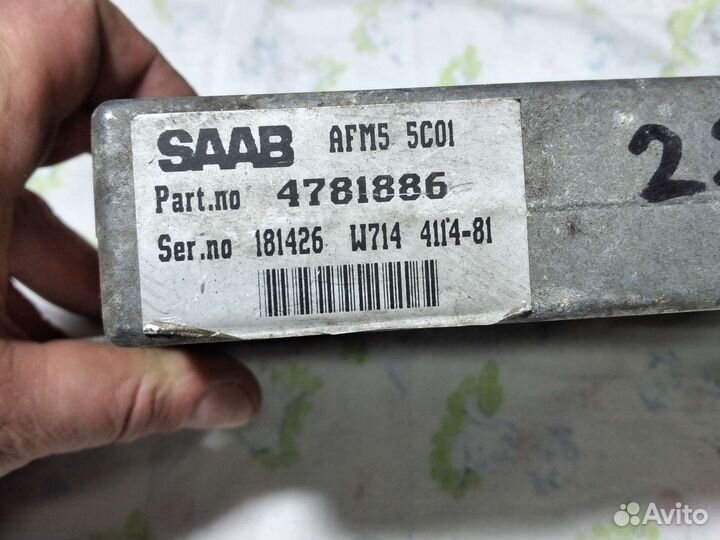 SAAB AFM5 5C01
Part.no 4781886
Ser.no 181426 W714 4114-81
Avito